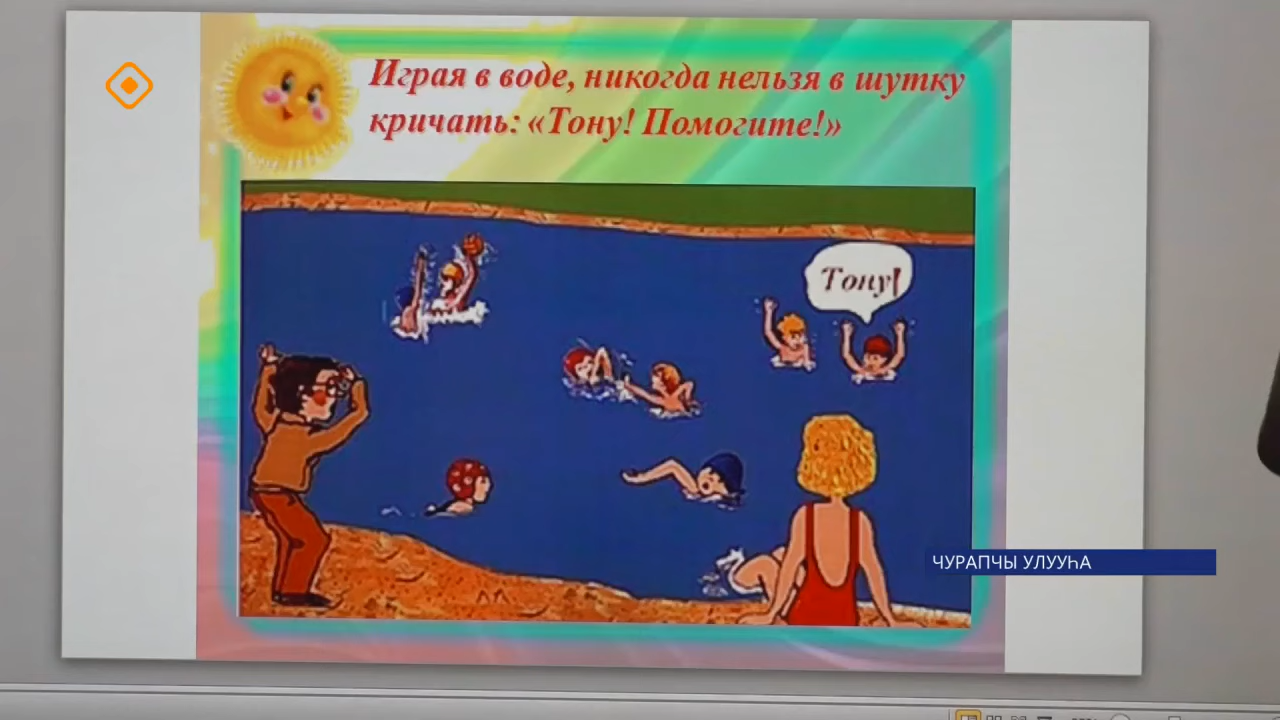 Играя в воде, никогда нельзя в шутку
кричать: «Тону! Помогите!»
Тону!
ЧУРАПЧЫ УЛУУҺА